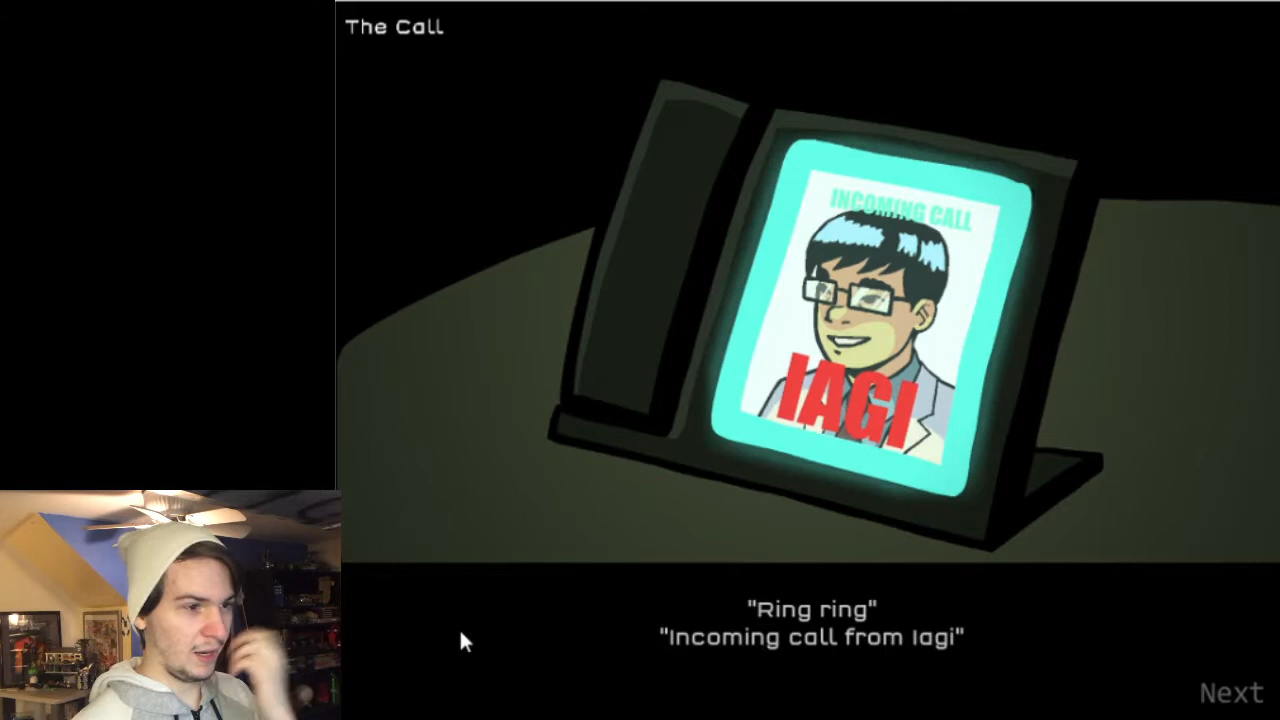 The Call
INCOMING CALL
IAGI
"Ring ring"
"Incoming call from Iagi"
Next